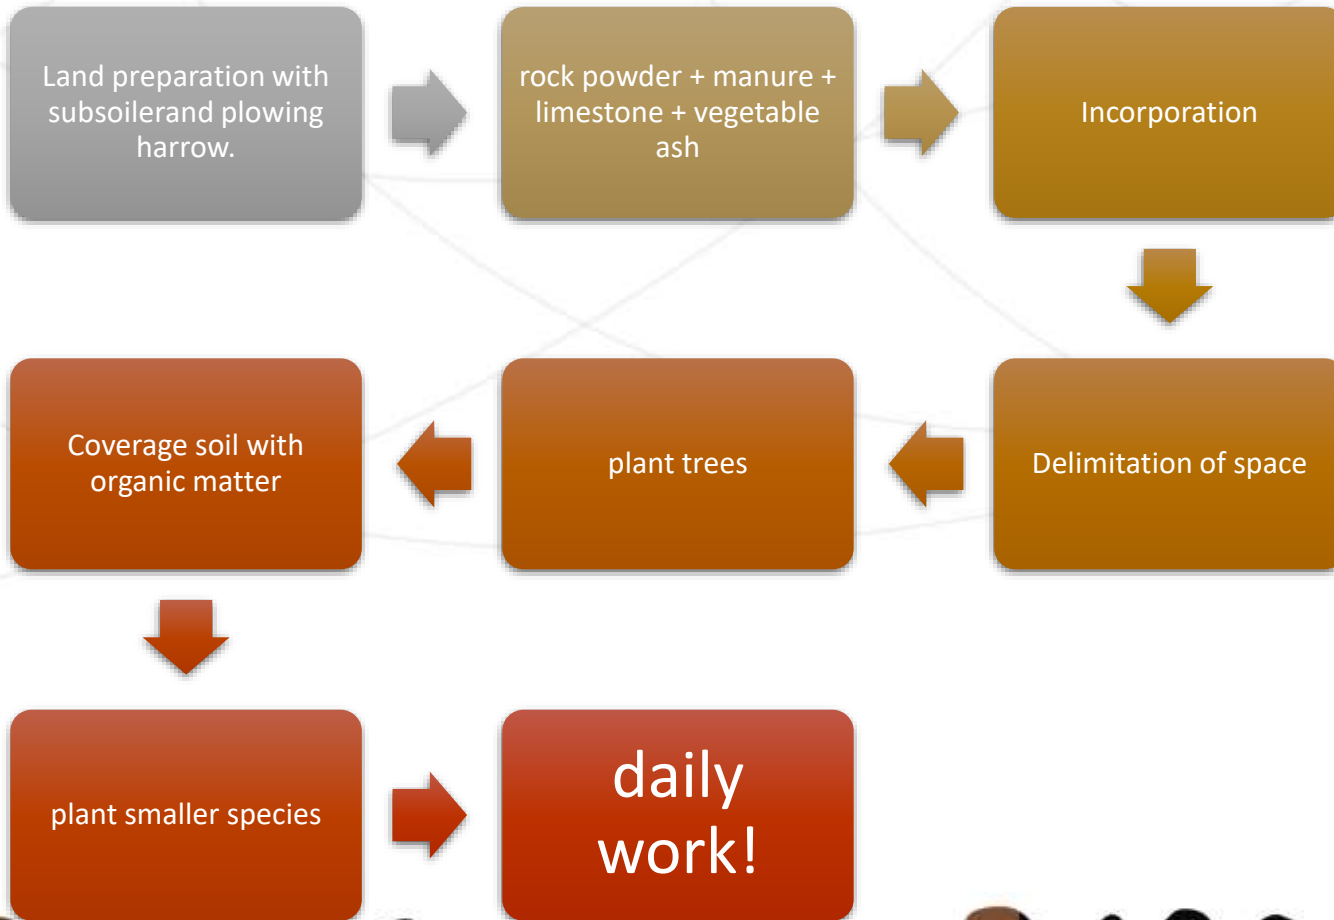 Land preparation with
subsoilerand plowing
harrow.
rock powder + manure +
limestone + vegetable
ash
Incorporation
Delimitation of space
plant trees
Coverage soil with
organic matter
plant smaller species
daily
work!